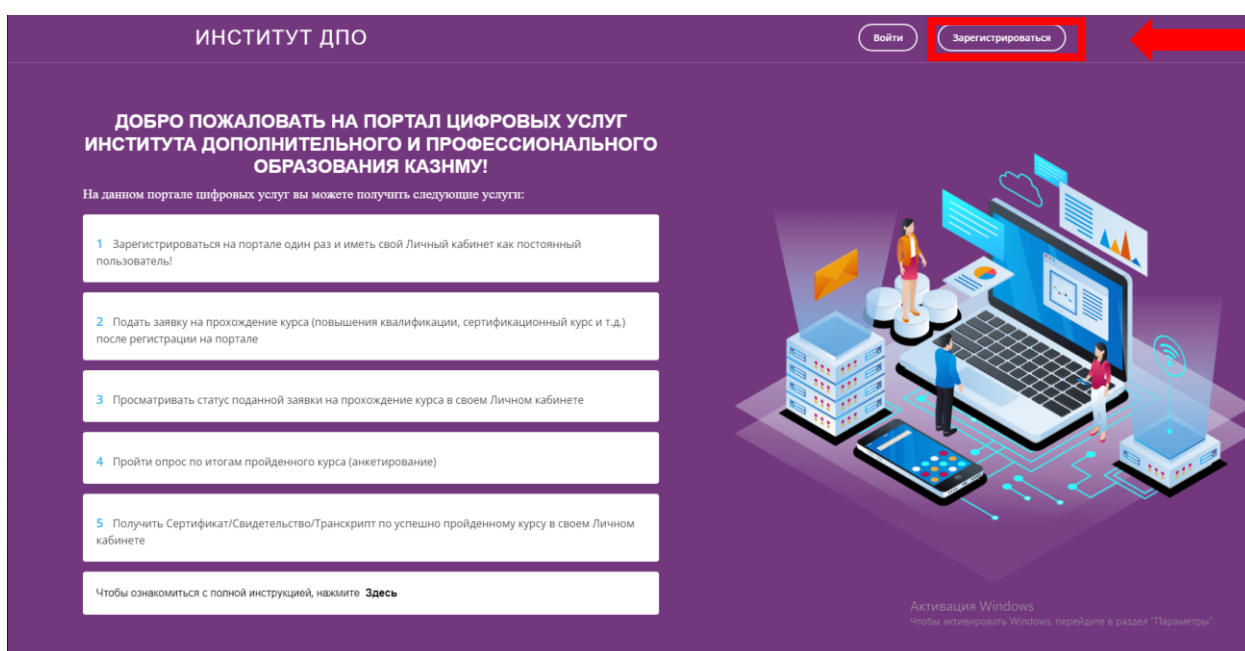 ИНСТИТУТ ДПО
Войти
Зарегистрироваться
ДОБРО ПОЖАЛОВАТЬ НА ПОРТАЛ ЦИФРОВЫХ УСЛУГ
ИНСТИТУТА ДОПОЛНИТЕЛЬНОГО И ПРОФЕССИОНАЛЬНОГО
ОБРАЗОВАНИЯ КАЗНМУ!
На данном портале цифровых услуг вы можете получить следующие услуги:
1 Зарегистрироваться на портале один раз и иметь свой Личный кабинет как постоянный
пользователь!
2 Подать заявку на прохождение курса (повышения квалификации, сертификационный курс и т.д.)
после регистрации на портале
3 Просматривать статус поданной заявки на прохождение курса в своем Личном кабинете
4 Пройти опрос по итогам пройденного курса (анкетирование)
5 Получить Сертификат/Свидетельство/Транскрипт по успешно пройденному курсу в своем Личном
кабинете
Чтобы ознакомиться с полной инструкцией, нажмите Здесь
Активация Windows
Чтобы активировать Windows, перейдите в раздел "Параметры".